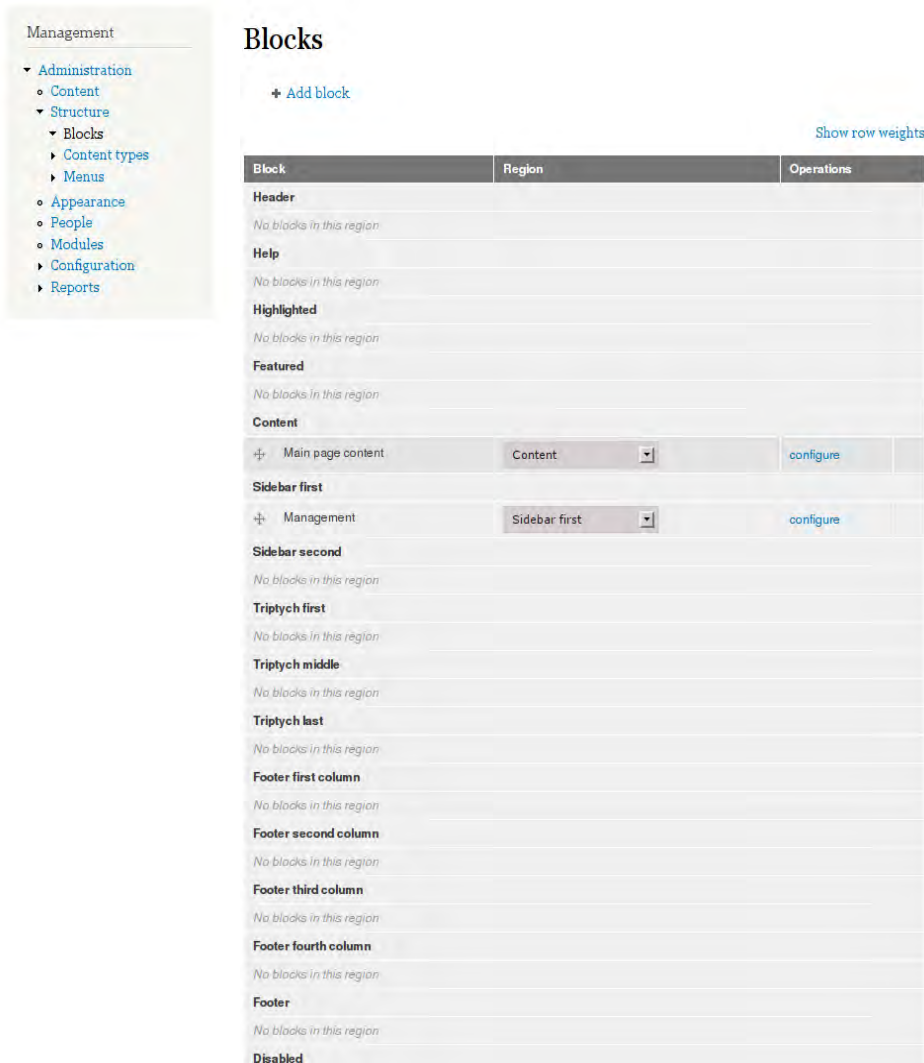 Management
Administration
Content
Structure
Blocks
Content types
Menus
Appearance
People
Modules
Configuration
Reports
Blocks
+ Add block
Show row weights
Block Region Operations
Header
No blocks in this region
Help
No blocks in this region
Highlighted
No blocks in this region
Featured
No blocks in this region
Content
Main page content Content configure
Sidebar first
Management Sidebar first configure
Sidebar second
No blocks in this region
Triptych first
No blocks in this region
Triptych middle
No blocks in this region
Triptych last
No blocks in this region
Footer first column
No blocks in this region
Footer second column
No blocks in this region
Footer third column
No blocks in this region
Footer fourth column
No blocks in this region
Footer
No blocks in this region
Disabled